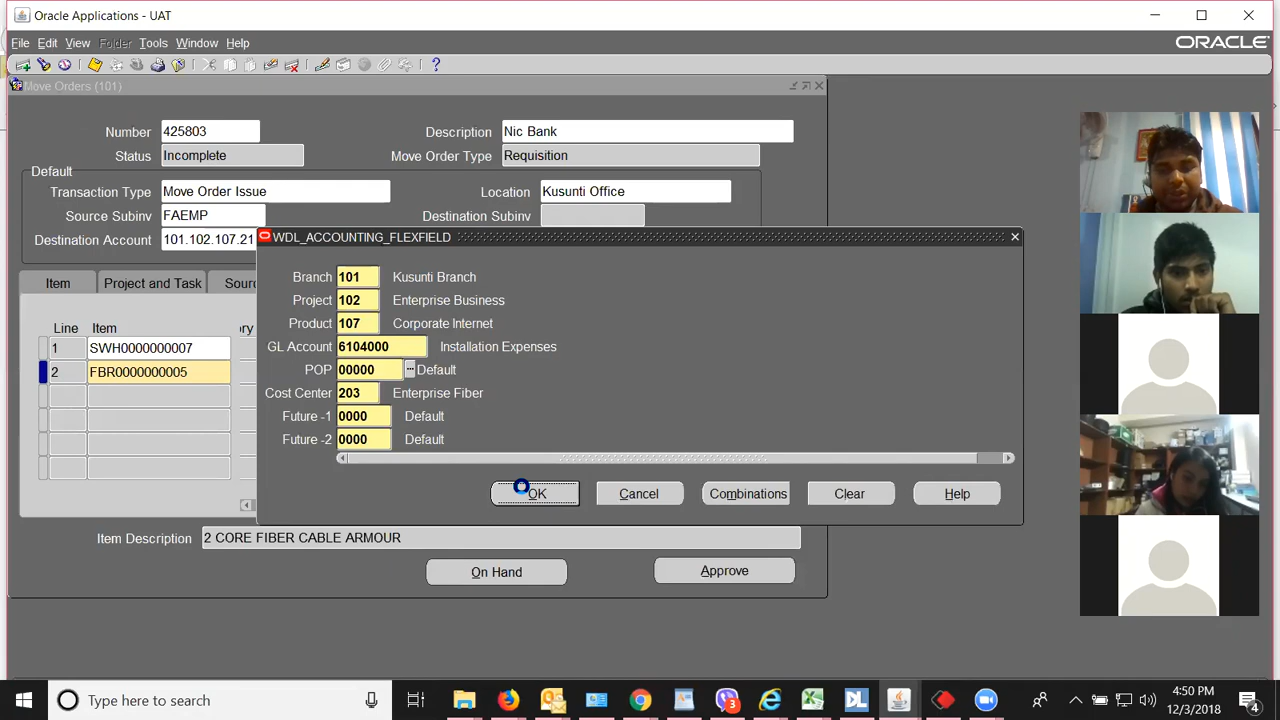 Oracle Applications - UAT
File Edit View Folder Tools Window Help
ORACLE
Move Orders (101)
Number 425803
Description Nic Bank
Status Incomplete
Move Order Type Requisition
Default
Transaction Type Move Order Issue
Location Kusunti Office
Source Subinv FAEMP
Destination Subinv
Destination Account 101.102.107.21
WDL_ACCOUNTING_FLEXFIELD
Branch 101 Kusunti Branch
Project 102 Enterprise Business
Product 107 Corporate Internet
GL Account 6104000 Installation Expenses
POP 00000 Default
Cost Center 203 Enterprise Fiber
Future -1 0000 Default
Future -2 0000 Default
OK Cancel Combinations Clear Help
Item Project and Task Sour
Line Item ory
1 SWH0000000007
2 FBR0000000005
Item Description 2 CORE FIBER CABLE ARMOUR
On Hand Approve
Type here to search
3
DL
4:50 PM
12/3/2018
4